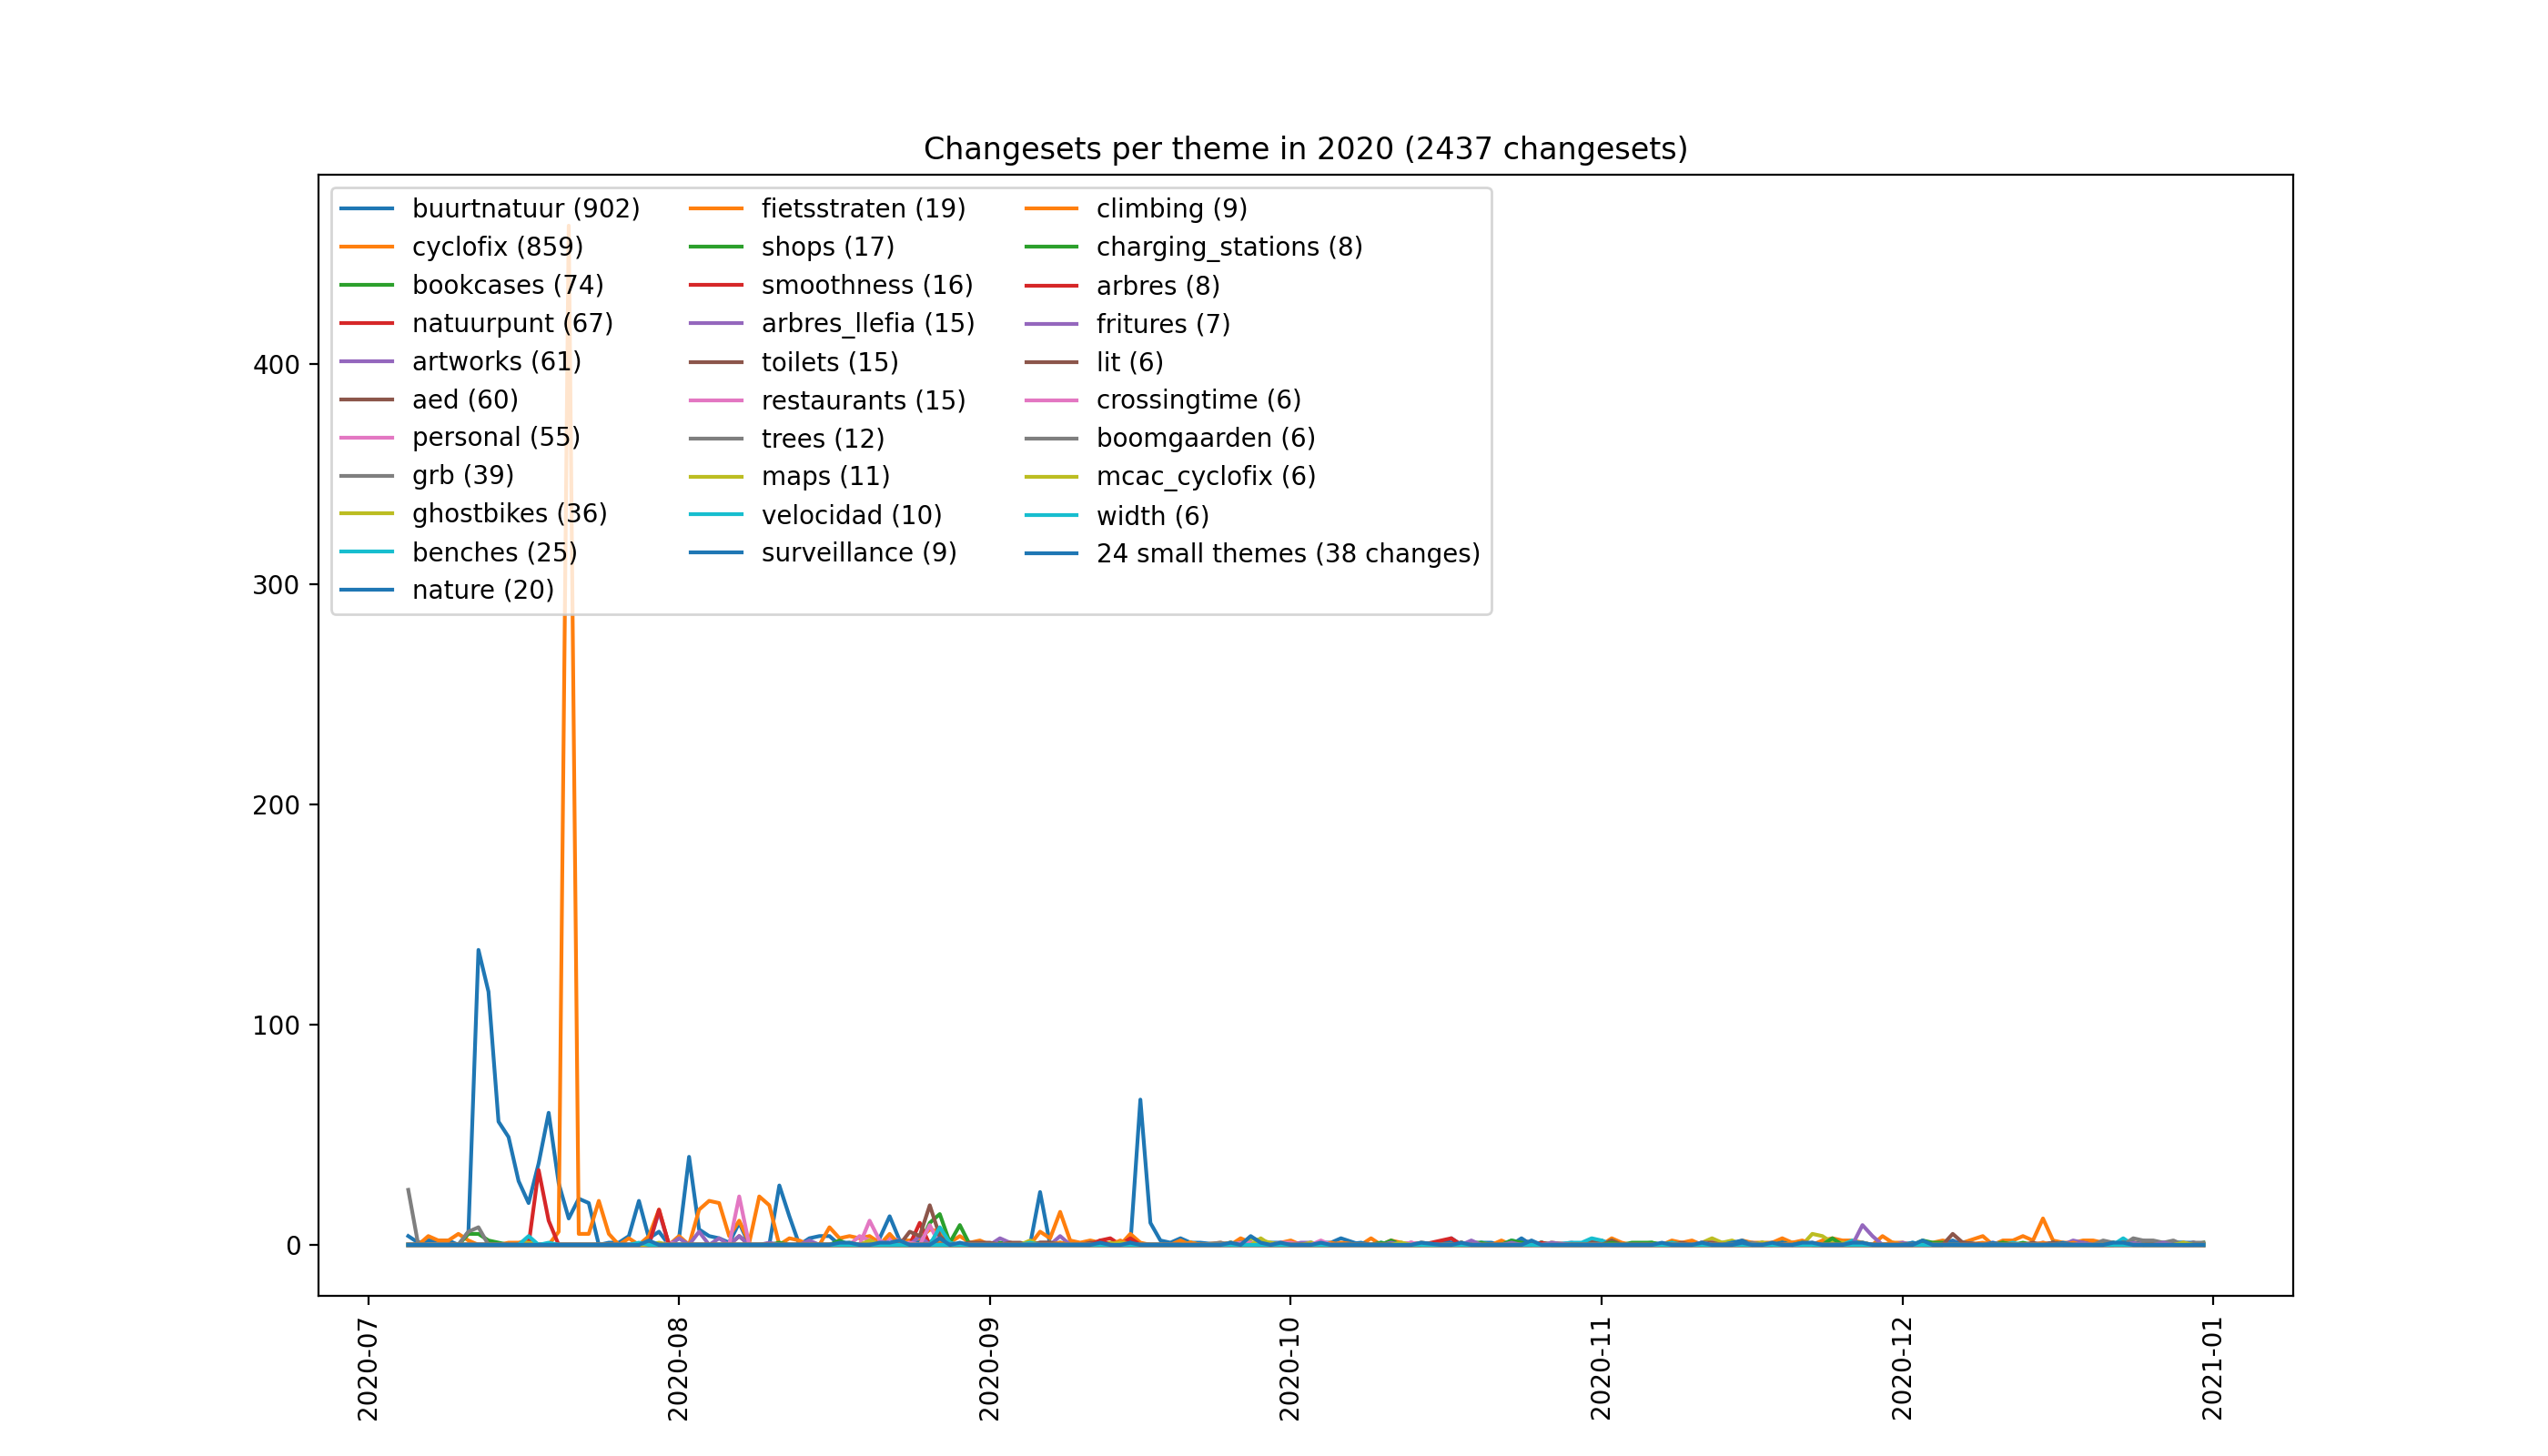 Changesets per theme in 2020 (2437 changesets)
buurtnatuur (902)
cyclofix (859)
bookcases (74)
natuurpunt (67)
artworks (61)
aed (60)
personal (55)
grb (39)
ghostbikes (36)
benches (25)
nature (20)
fietsstraten (19)
shops (17)
smoothness (16)
arbres_llefia (15)
toilets (15)
restaurants (15)
trees (12)
maps (11)
velocidad (10)
surveillance (9)
climbing (9)
charging_stations (8)
arbres (8)
fritures (7)
lit (6)
crossingtime (6)
boomgaarden (6)
mcac_cyclofix (6)
width (6)
24 small themes (38 changes)
400
300
200
100
0
2020-07
2020-08
2020-09
2020-10
2020-11
2020-12
2021-01